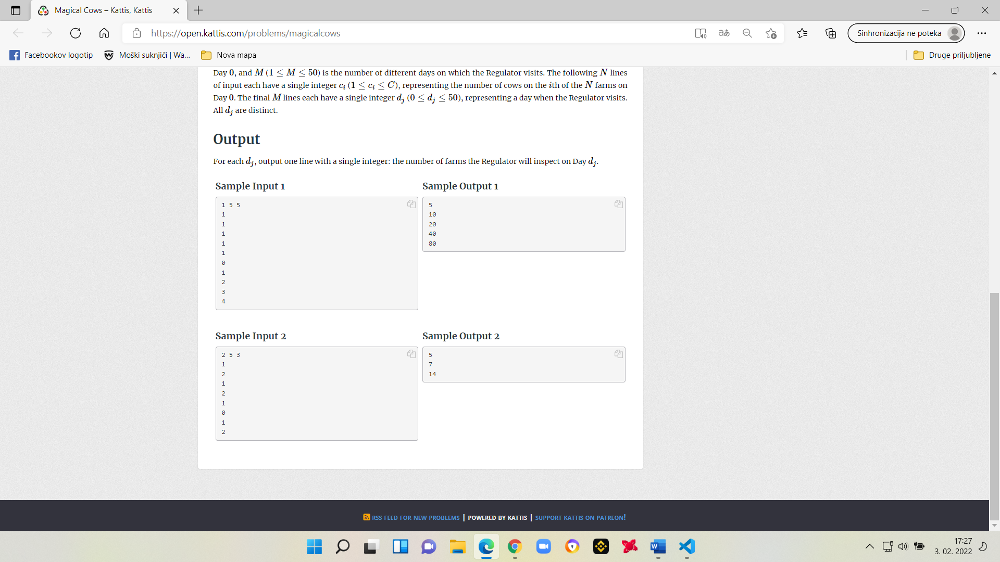 Magical Cows – Kattis, Kattis
https://open.kattis.com/problems/magicalcows
Sinhronizacija ne poteka
Facebookov logotip
Moški suknjiči | Wa...
Nova mapa
Druge priljubljene
Day 0, and M (1 ≤ M ≤ 50) is the number of different days on which the Regulator visits. The following N lines
of input each have a single integer c_i (1 ≤ c_i ≤ C), representing the number of cows on the ith of the N farms on
Day 0. The final M lines each have a single integer d_j (0 ≤ d_j ≤ 50), representing a day when the Regulator visits.
All d_j are distinct.
Output
For each d_j, output one line with a single integer: the number of farms the Regulator will inspect on Day d_j.
Sample Input 1
1 5 5
1
1
1
1
1
0
1
2
3
4
Sample Output 1
5
10
20
40
80
Sample Input 2
2 5 3
1
2
1
2
1
0
1
2
Sample Output 2
5
7
14
RSS FEED FOR NEW PROBLEMS | POWERED BY KATTIS | SUPPORT KATTIS ON PATREON!
17:27
3. 02. 2022